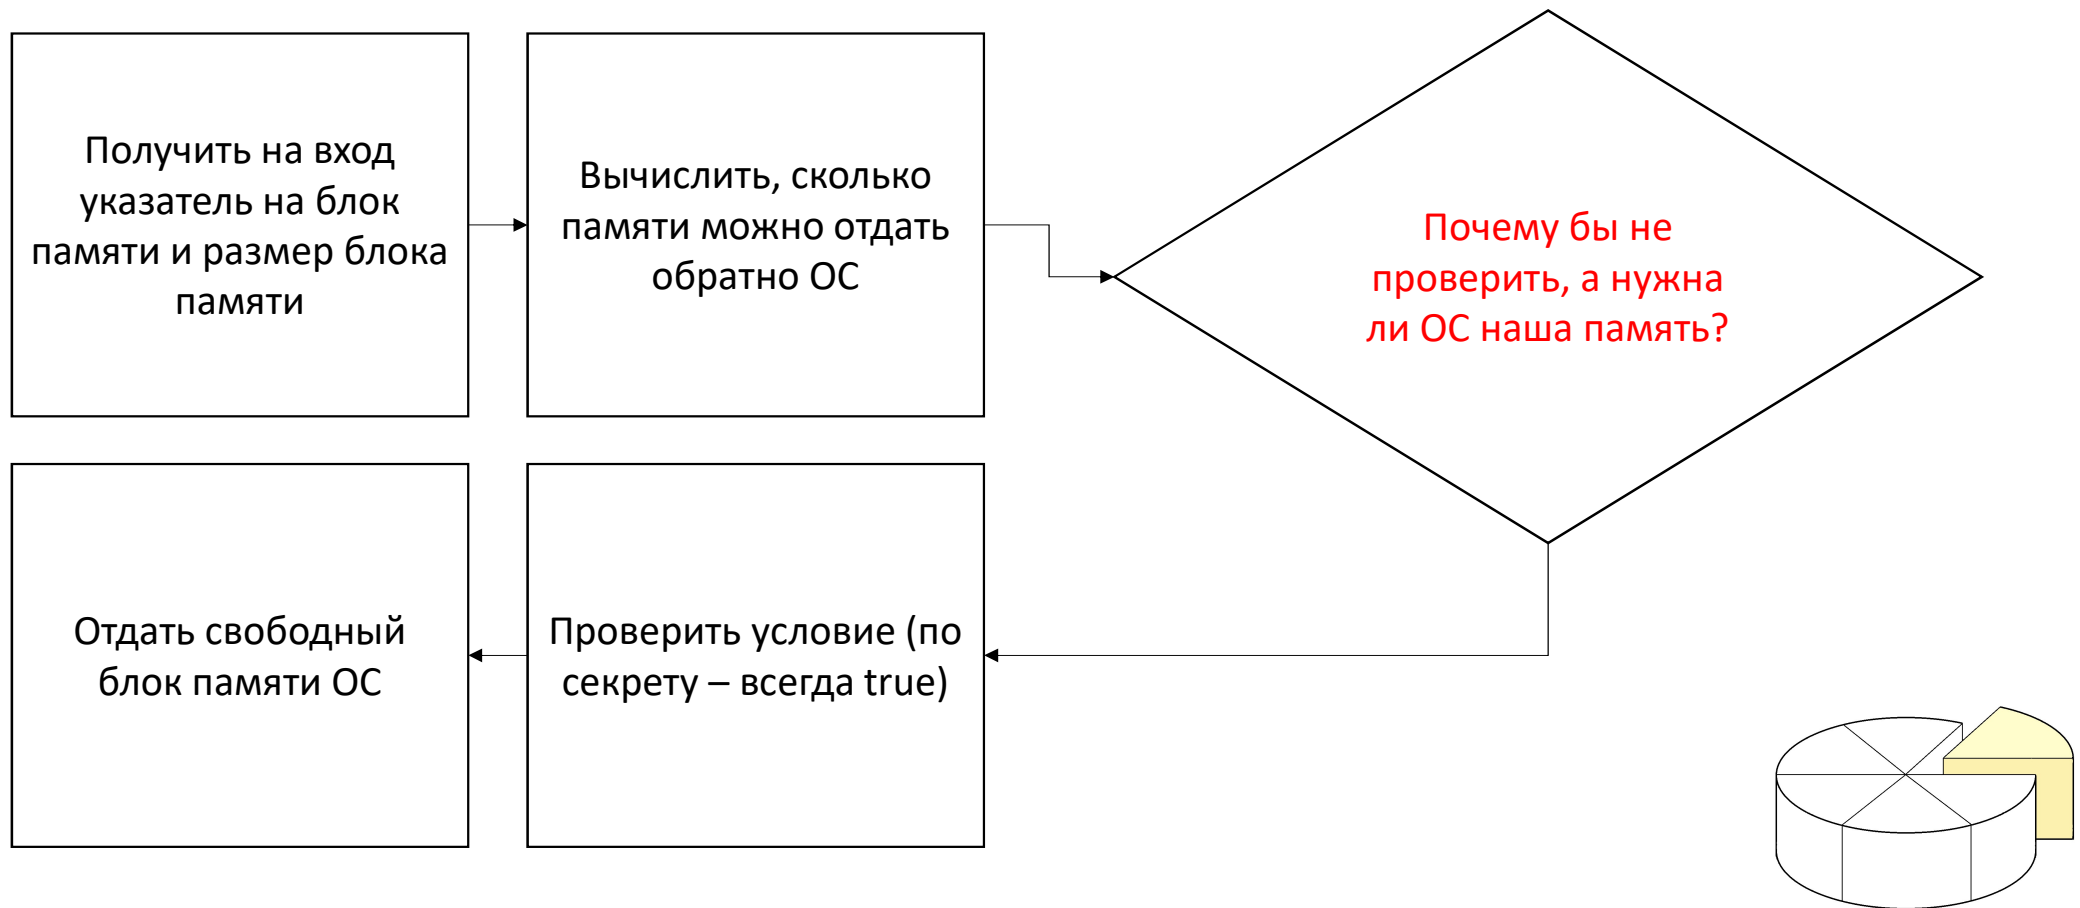 Получить на вход
указатель на блок
памяти и размер блока
памяти
Вычислить, сколько
памяти можно отдать
обратно ОС
Почему бы не
проверить, а нужна
ли ОС наша память?
Отдать свободный
блок памяти ОС
Проверить условие (по
секрету – всегда true)